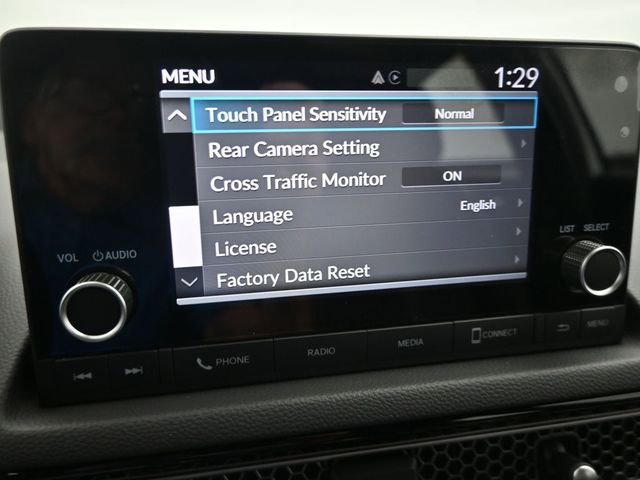 MENU 1:29
Touch Panel Sensitivity Normal
Rear Camera Setting
Cross Traffic Monitor ON
Language English
License
Factory Data Reset
VOL AUDIO
LIST SELECT
PHONE RADIO MEDIA CONNECT MENU